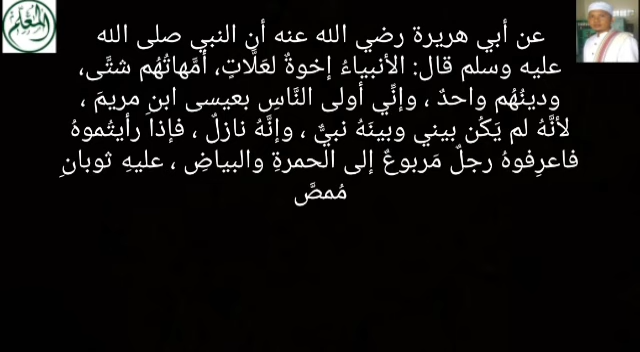 المعلم
عن أبي هريرة رضي الله عنه أن النبي صلى الله
عليه وسلم قال: الأنبياءُ إخوةٌ لعَلَّاتٍ، أمَّهاتُهُم شتَّى،
ودينُهُم واحدٌ ، وإنِّي أولى النَّاسِ بعيسى ابنِ مريمَ ،
لأنَّهُ لم يَكُن بيني وبينَهُ نبيٌّ ، وإنَّهُ نازلٌ ، فإذا رأيتُموهُ
فاعرِفوهُ رجلٌ مَربوعٌ إلى الحمرةِ والبياضِ ، عليهِ ثوبانِ
مُمصَّ